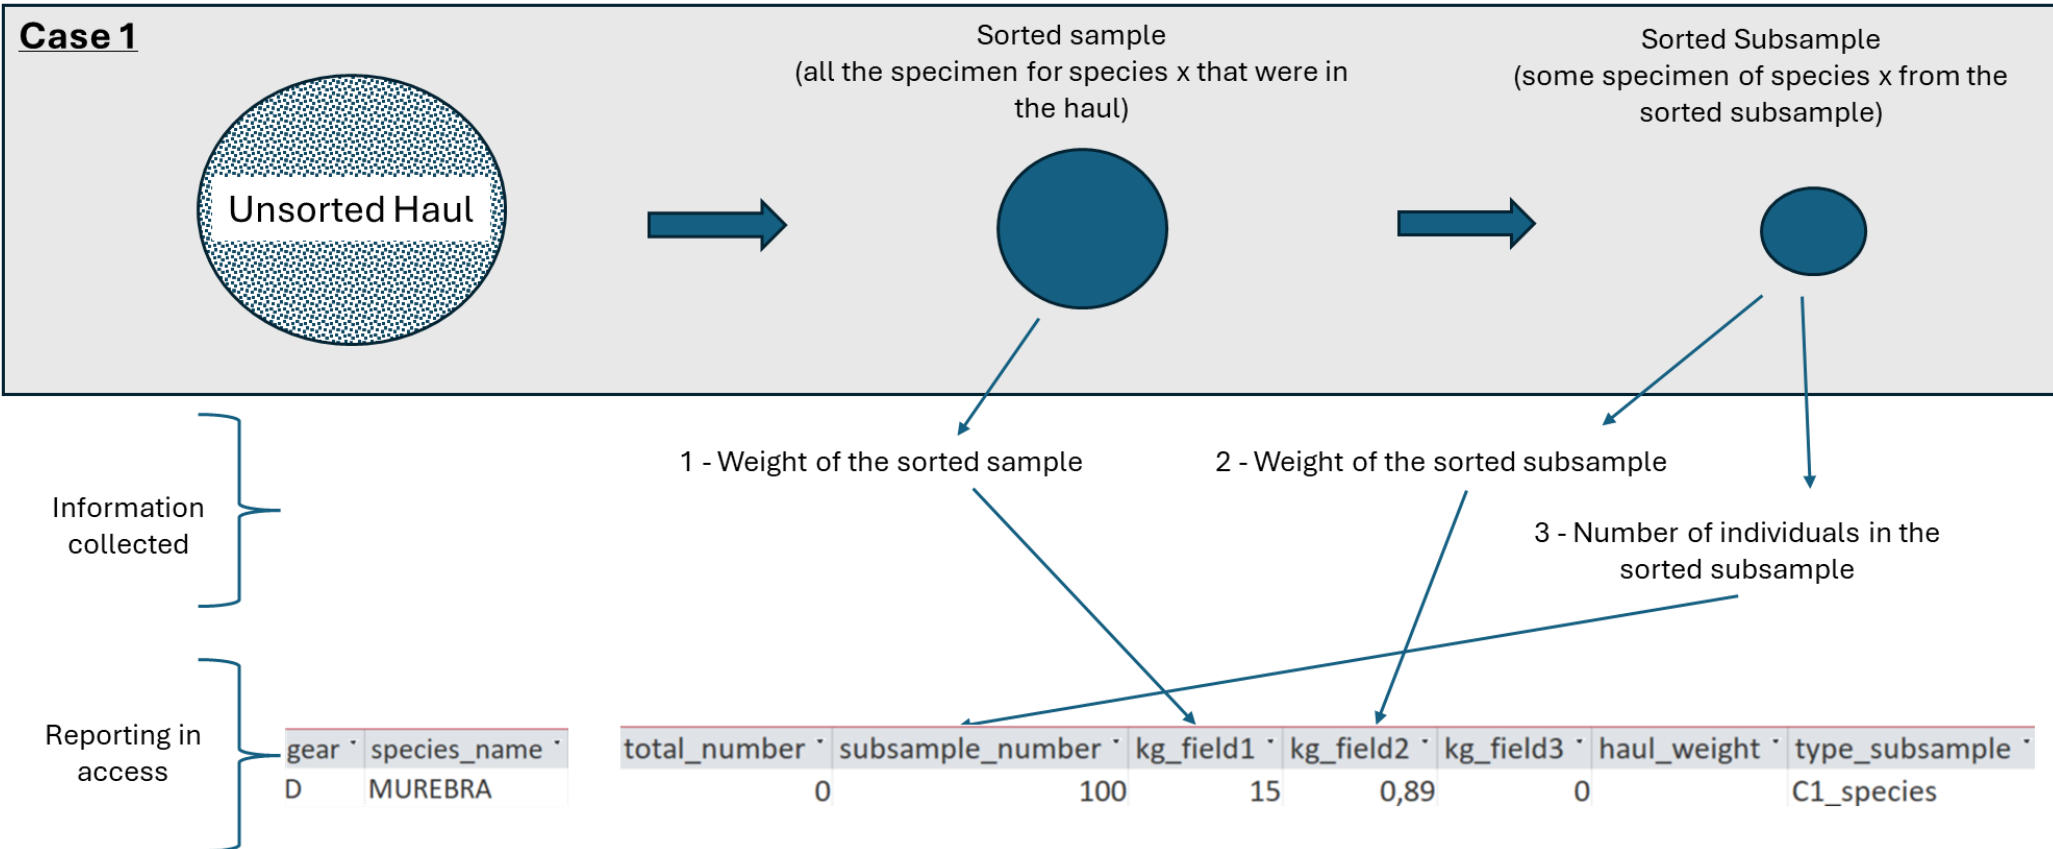 Case 1
Sorted sample
(all the specimen for species x that were in
the haul)
Sorted Subsample
(some specimen of species x from the
sorted subsample)
Unsorted Haul
Information
collected
1 - Weight of the sorted sample
2 - Weight of the sorted subsample
3 - Number of individuals in the
sorted subsample
Reporting in
access
gear species_name total_number subsample_number kg_field1 kg_field2 kg_field3 haul_weight type_subsample
D MUREBRA 0 100 15 0,89 0 C1_species